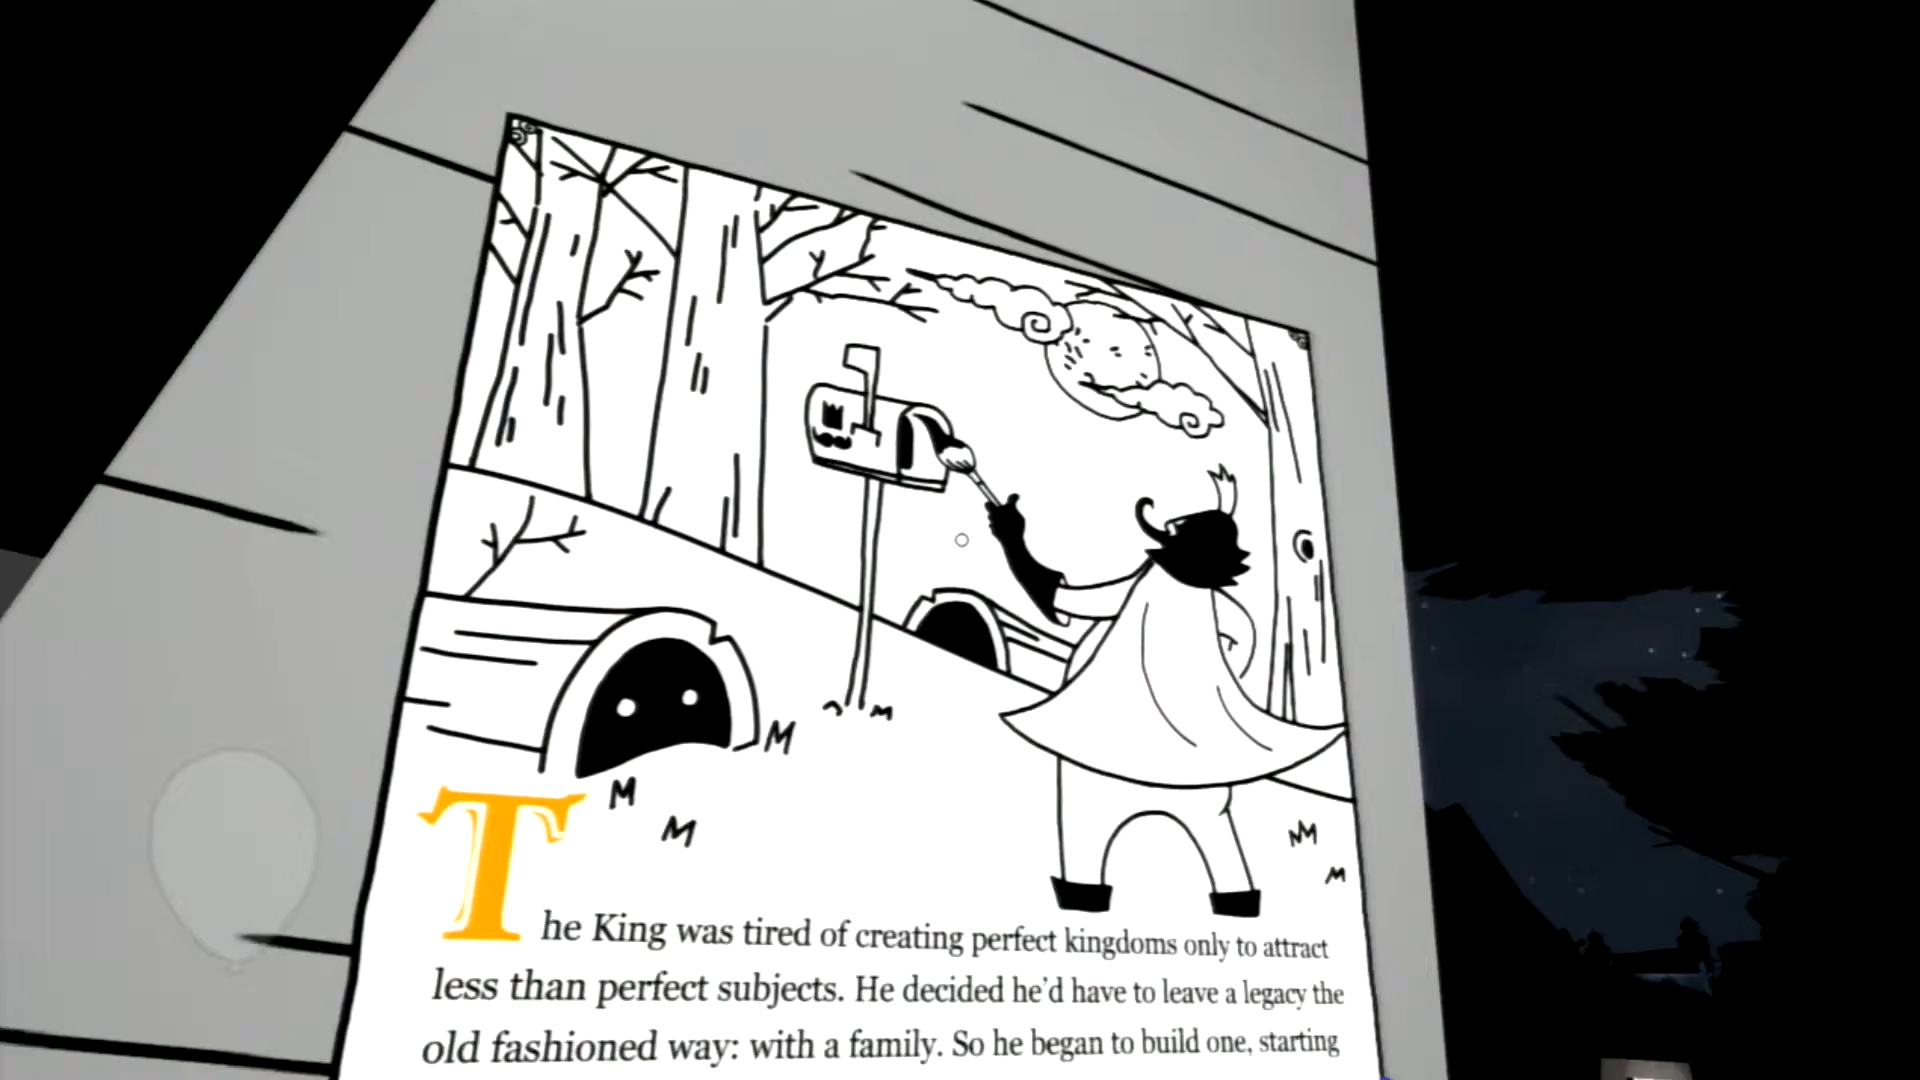 The King was tired of creating perfect kingdoms only to attract
less than perfect subjects. He decided he'd have to leave a legacy the
old fashioned way: with a family. So he began to build one, starting